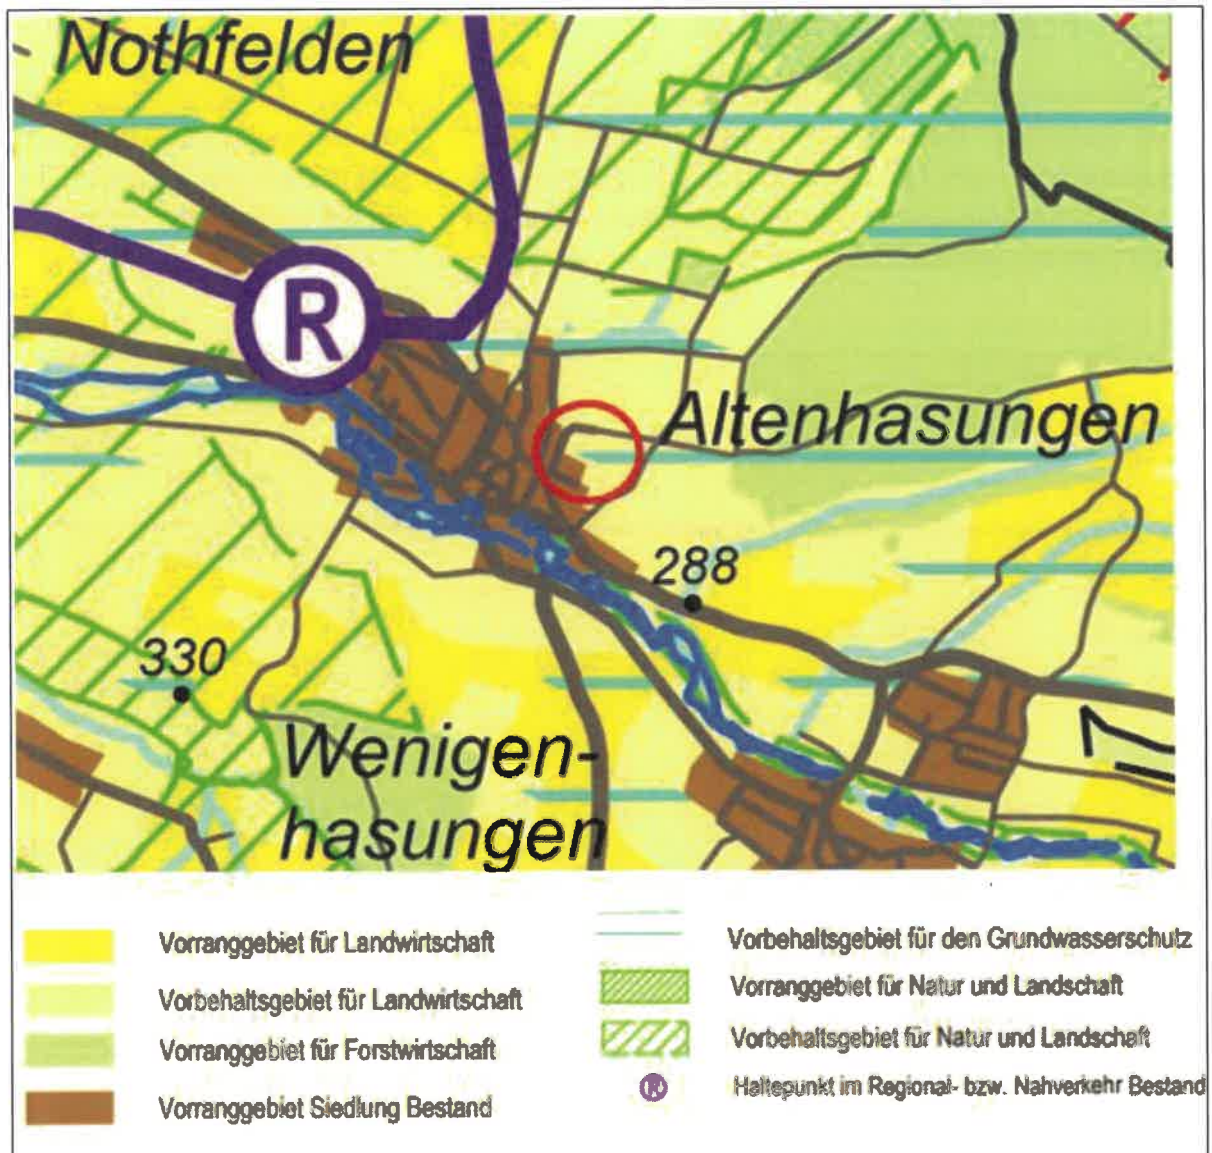 Nothfelden
R
Altenhasungen
288
330
Wenigen-
hasungen
17
Vorranggebiet für Landwirtschaft
Vorbehaltsgebiet für Landwirtschaft
Vorranggebiet für Forstwirtschaft
Vorranggebiet Siedlung Bestand
Vorbehaltsgebiet für den Grundwasserschutz
Vorranggebiet für Natur und Landschaft
Vorbehaltsgebiet für Natur und Landschaft
R
Haltepunkt im Regional- bzw. Nahverkehr Bestand